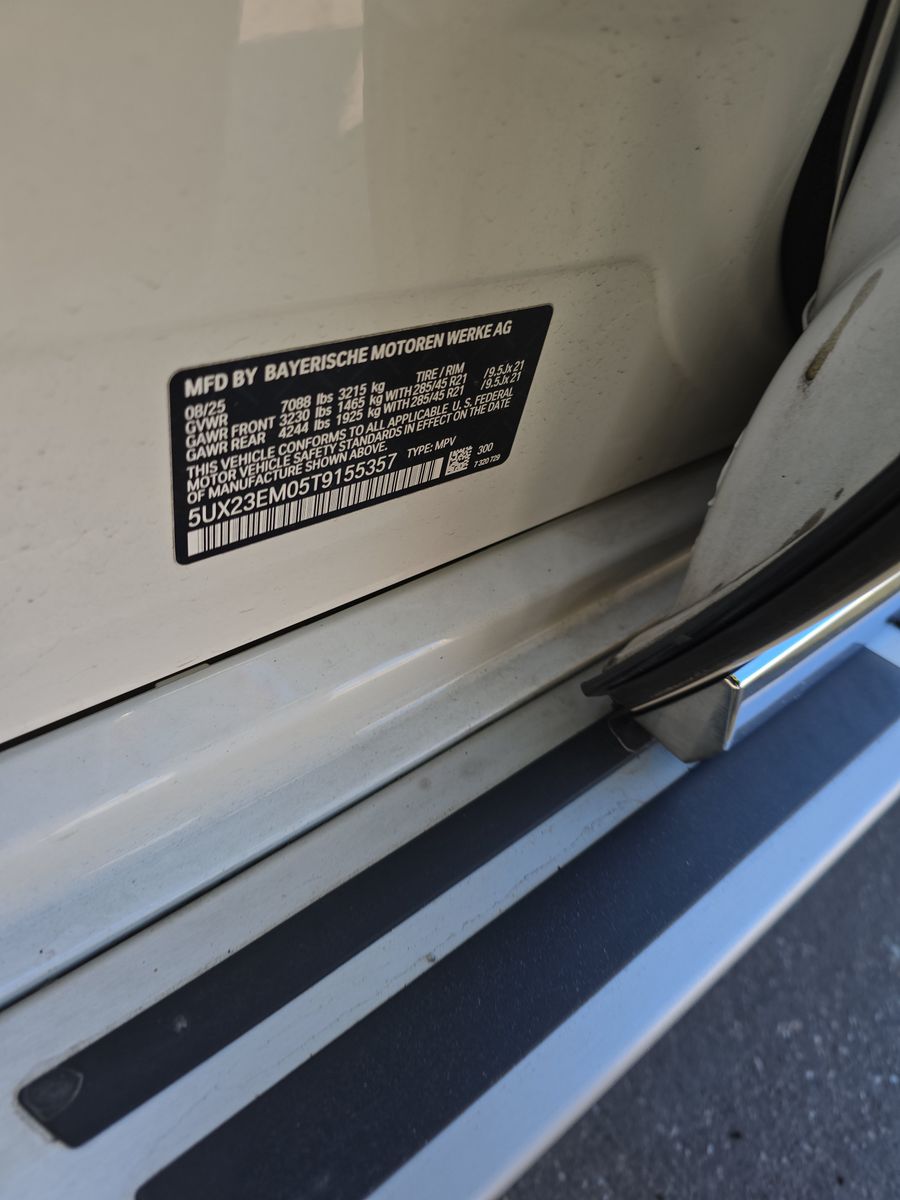 MFD BY BAYERISCHE MOTOREN WERKE AG
08/25 TIRE / RIM
GVWR 7088 lbs 3215 kg
GAWR FRONT 3230 lbs 1465 kg WITH 285/45 R21 /9.5Jx 21
GAWR REAR 4244 lbs 1925 kg WITH 285/45 R21 /9.5Jx 21
THIS VEHICLE CONFORMS TO ALL APPLICABLE U. S. FEDERAL
MOTOR VEHICLE SAFETY STANDARDS IN EFFECT ON THE DATE
OF MANUFACTURE SHOWN ABOVE.
5UX23EM05T9155357 TYPE: MPV
300
7 320 729